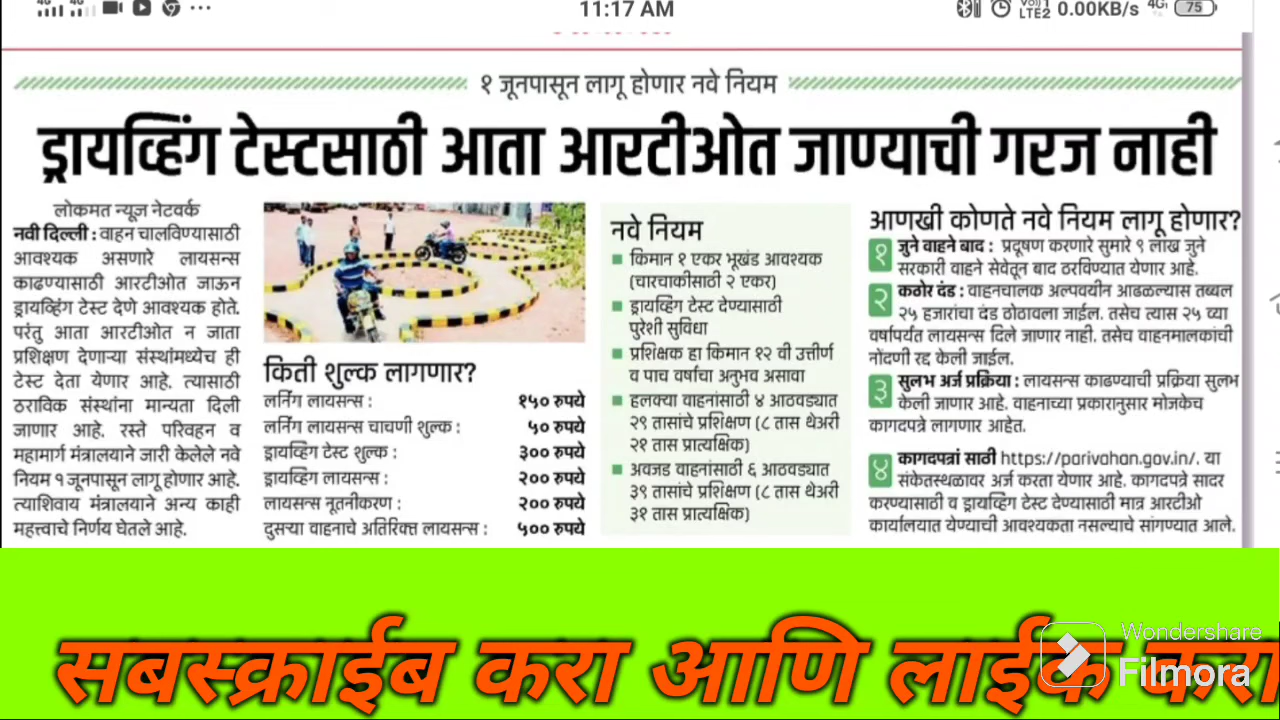 11:17 AM
VoLTE2 0.00KB/s 4G 75
१ जूनपासून लागू होणार नवे नियम
ड्रायव्हिंग टेस्टसाठी आता आरटीओत जाण्याची गरज नाही
लोकमत न्यूज नेटवर्क
नवी दिल्ली : वाहन चालविण्यासाठी
आवश्यक असणारे लायसन्स
काढण्यासाठी आरटीओत जाऊन
ड्रायव्हिंग टेस्ट देणे आवश्यक होते.
परंतु आता आरटीओत न जाता
प्रशिक्षण देणाऱ्या संस्थांमध्येच ही
टेस्ट देता येणार आहे. त्यासाठी
ठराविक संस्थांना मान्यता दिली
जाणार आहे. रस्ते परिवहन व
महामार्ग मंत्रालयाने जारी केलेले नवे
नियम १ जूनपासून लागू होणार आहे.
त्याशिवाय मंत्रालयाने अन्य काही
महत्त्वाचे निर्णय घेतले आहे.
किती शुल्क लागणार?
लर्निंग लायसन्स : १५० रुपये
लर्निंग लायसन्स चाचणी शुल्क : ५० रुपये
ड्रायव्हिंग टेस्ट शुल्क : ३०० रुपये
ड्रायव्हिंग लायसन्स : २०० रुपये
लायसन्स नूतनीकरण : २०० रुपये
दुसऱ्या वाहनाचे अतिरिक्त लायसन्स : ५०० रुपये
नवे नियम
किमान १ एकर भूखंड आवश्यक
(चारचाकीसाठी २ एकर)
ड्रायव्हिंग टेस्ट देण्यासाठी
पुरेशी सुविधा
प्रशिक्षक हा किमान १२ वी उत्तीर्ण
व पाच वर्षाचा अनुभव असावा
हलक्या वाहनांसाठी ४ आठवड्यात
२९ तासांचे प्रशिक्षण (८ तास थेअरी
२१ तास प्रात्यक्षिक)
अवजड वाहनांसाठी ६ आठवड्यात
३९ तासांचे प्रशिक्षण (८ तास थेअरी
३१ तास प्रात्यक्षिक)
आणखी कोणते नवे नियम लागू होणार?
१ जुने वाहने बाद : प्रदूषण करणारे सुमारे ९ लाख जुने
सरकारी वाहने सेवेतून बाद ठरविण्यात येणार आहे.
२ कठोर दंड : वाहनचालक अल्पवयीन आढळल्यास तब्बल
२५ हजारांचा दंड ठोठावला जाईल. तसेच त्यास २५ व्या
वर्षापर्यंत लायसन्स दिले जाणार नाही. तसेच वाहनमालकांची
नोंदणी रद्द केली जाईल.
३ सुलभ अर्ज प्रक्रिया : लायसन्स काढण्याची प्रक्रिया सुलभ
केली जाणार आहे. वाहनाच्या प्रकारानुसार मोजकेच
कागदपत्रे लागणार आहेत.
४ कागदपत्रां साठी https://parivahan.gov.in/. या
संकेतस्थळावर अर्ज करता येणार आहे. कागदपत्रे सादर
करण्यासाठी व ड्रायव्हिंग टेस्ट देण्यासाठी मात्र आरटीओ
कार्यालयात येण्याची आवश्यकता नसल्याचे सांगण्यात आले.
सबस्क्राईब करा आणि लाईक करा
Wondershare
Filmora